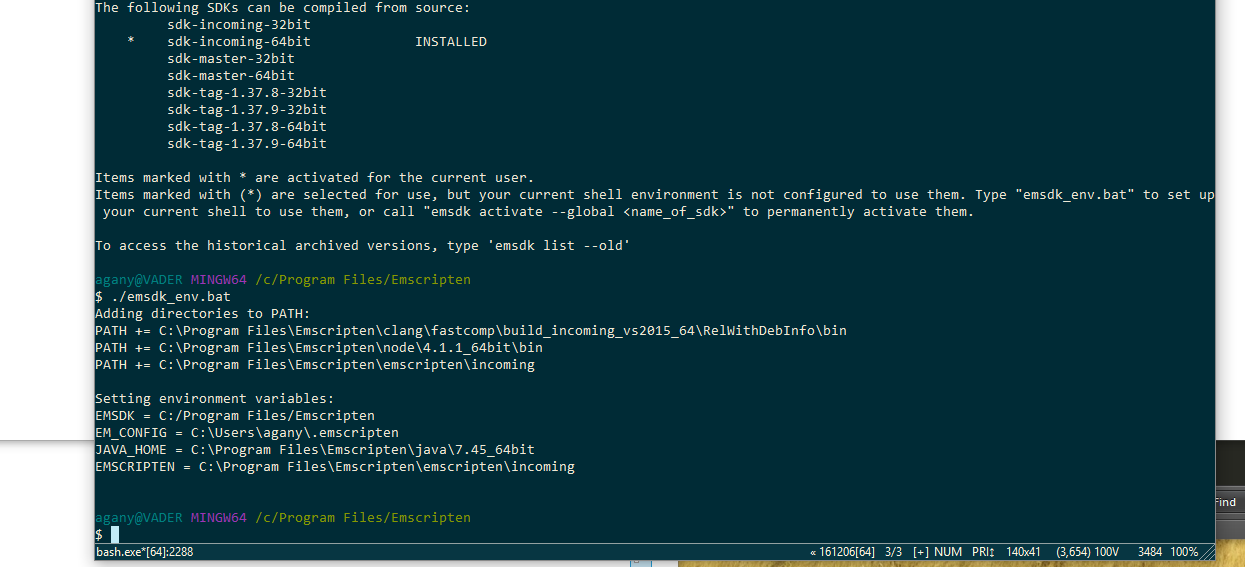 The following SDKs can be compiled from source:
sdk-incoming-32bit
* sdk-incoming-64bit INSTALLED
sdk-master-32bit
sdk-master-64bit
sdk-tag-1.37.8-32bit
sdk-tag-1.37.9-32bit
sdk-tag-1.37.8-64bit
sdk-tag-1.37.9-64bit
Items marked with * are activated for the current user.
Items marked with (*) are selected for use, but your current shell environment is not configured to use them. Type "emsdk_env.bat" to set up
your current shell to use them, or call "emsdk activate --global <name_of_sdk>" to permanently activate them.
To access the historical archived versions, type 'emsdk list --old'
agany@VADER MINGW64 /c/Program Files/Emscripten
$ ./emsdk_env.bat
Adding directories to PATH:
PATH += C:\Program Files\Emscripten\clang\fastcomp\build_incoming_vs2015_64\RelWithDebInfo\bin
PATH += C:\Program Files\Emscripten\node\4.1.1_64bit\bin
PATH += C:\Program Files\Emscripten\emscripten\incoming
Setting environment variables:
EMSDK = C:/Program Files/Emscripten
EM_CONFIG = C:\Users\agany\.emscripten
JAVA_HOME = C:\Program Files\Emscripten\java\7.45_64bit
EMSCRIPTEN = C:\Program Files\Emscripten\emscripten\incoming
Find
agany@VADER MINGW64 /c/Program Files/Emscripten
$
bash.exe*[64]:2288 « 161206[64] 3/3 [+] NUM PRI↕ 140x41 (3,654) 100V 3484 100%